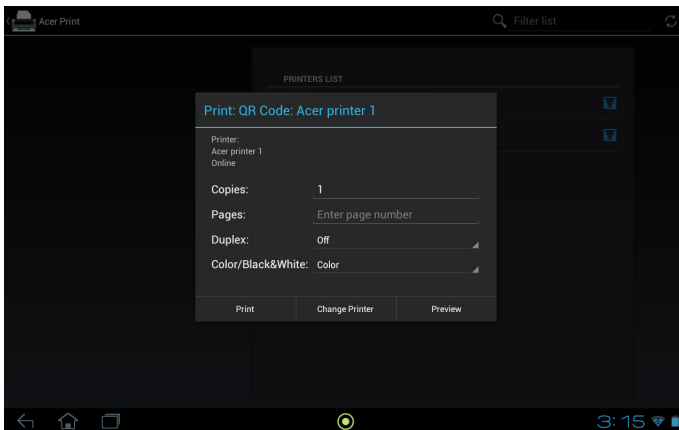 Acer Print
Filter list
PRINTERS LIST
Print: QR Code: Acer printer 1
Printer:
Acer printer 1
Online
Copies: 1
Pages: Enter page number
Duplex: Off
Color/Black&White: Color
Print Change Printer Preview
3:15